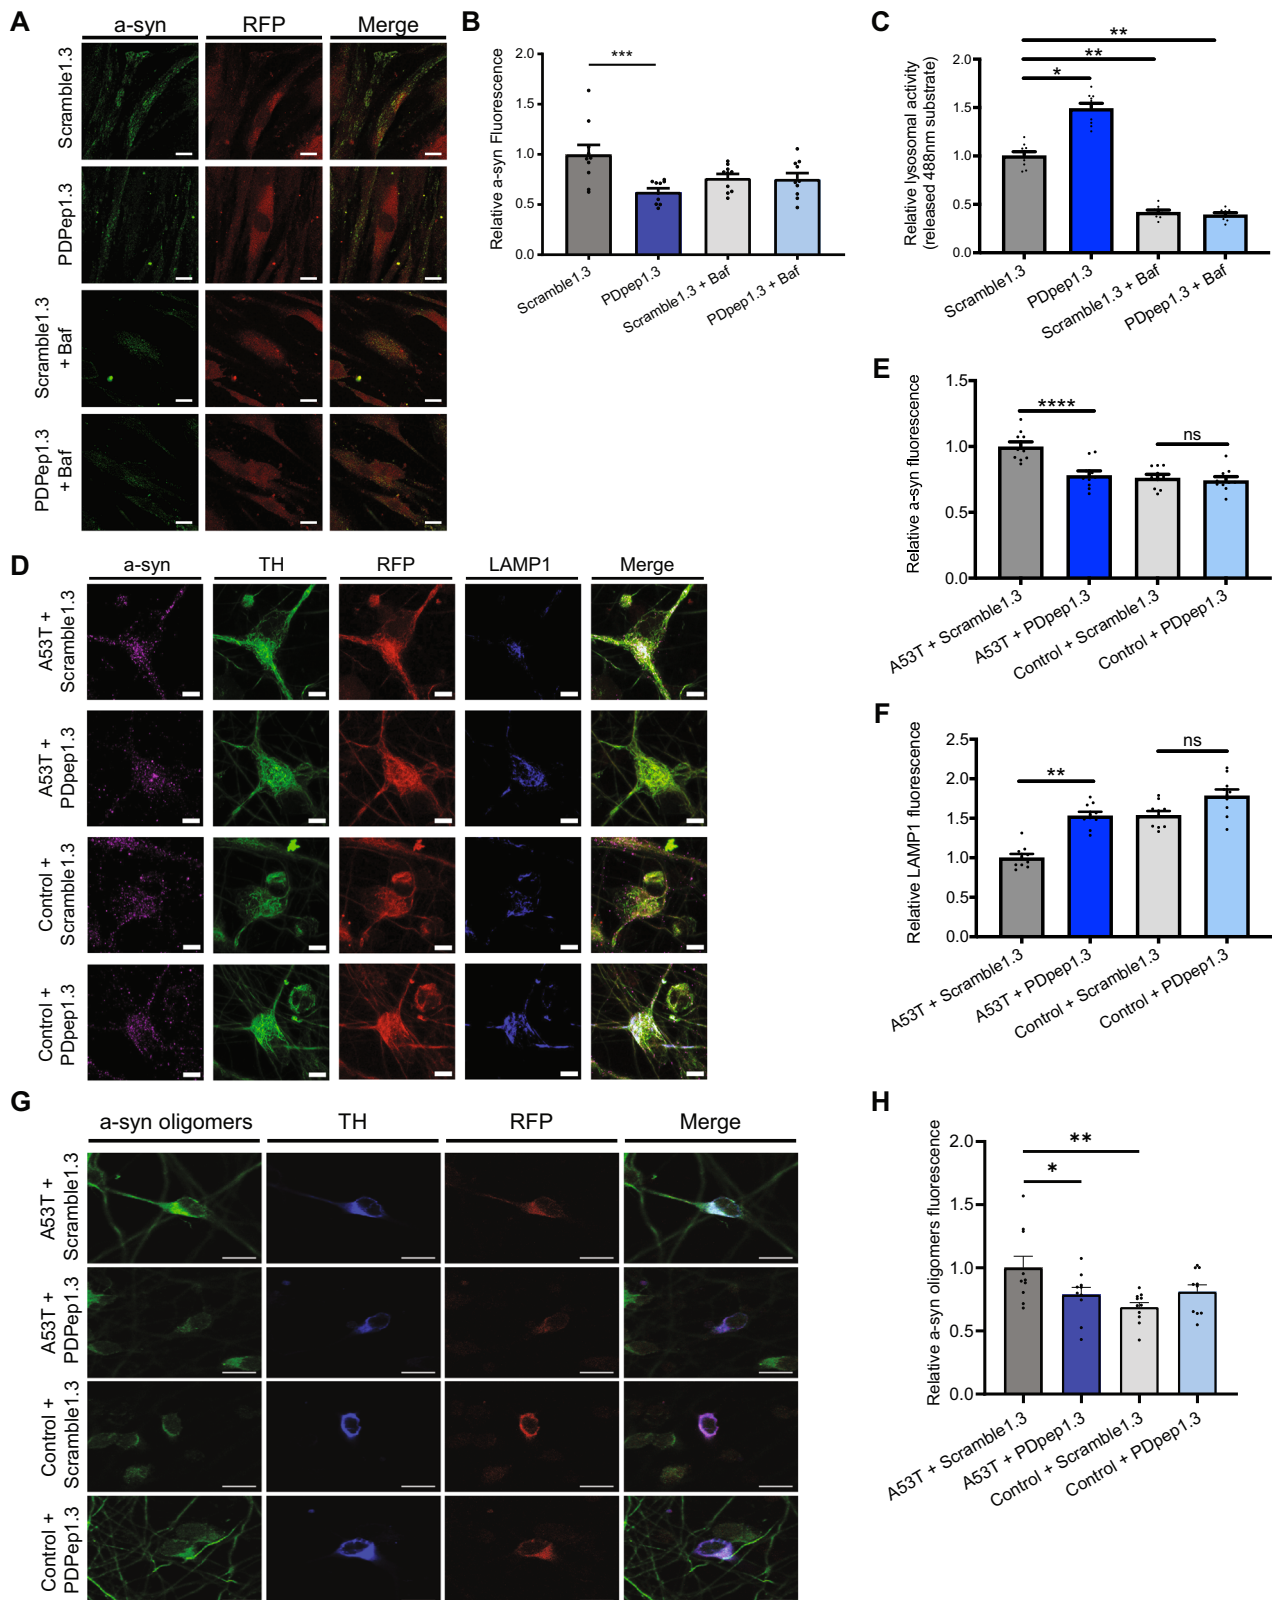 A
a-syn
RFP
Merge
Scramble1.3
PDPep1.3
Scramble1.3
+ Baf
PDPep1.3
+ Baf
B
Relative a-syn Fluorescence
2.0
1.5
1.0
0.5
0.0
***
Scramble1.3
PDpep1.3
Scramble1.3 + Baf
PDpep1.3 + Baf
C
Relative lysosomal activity
(released 488nm substrate)
2.0
1.5
1.0
0.5
0.0
**
**
*
Scramble1.3
PDpep1.3
Scramble1.3 + Baf
PDpep1.3 + Baf
D
a-syn
TH
RFP
LAMP1
Merge
A53T +
Scramble1.3
A53T +
PDpep1.3
Control +
Scramble1.3
Control +
PDpep1.3
E
Relative a-syn fluorescence
1.5
1.0
0.5
0.0
****
ns
A53T + Scramble1.3
A53T + PDpep1.3
Control + Scramble1.3
Control + PDpep1.3
F
Relative LAMP1 fluorescence
2.5
2.0
1.5
1.0
0.5
0.0
**
ns
A53T + Scramble1.3
A53T + PDpep1.3
Control + Scramble1.3
Control + PDpep1.3
G
a-syn oligomers
TH
RFP
Merge
A53T +
Scramble1.3
A53T +
PDPep1.3
Control +
Scramble1.3
Control +
PDPep1.3
H
Relative a-syn oligomers fluorescence
2.0
1.5
1.0
0.5
0.0
**
*
A53T + Scramble1.3
A53T + PDpep1.3
Control + Scramble1.3
Control + PDpep1.3